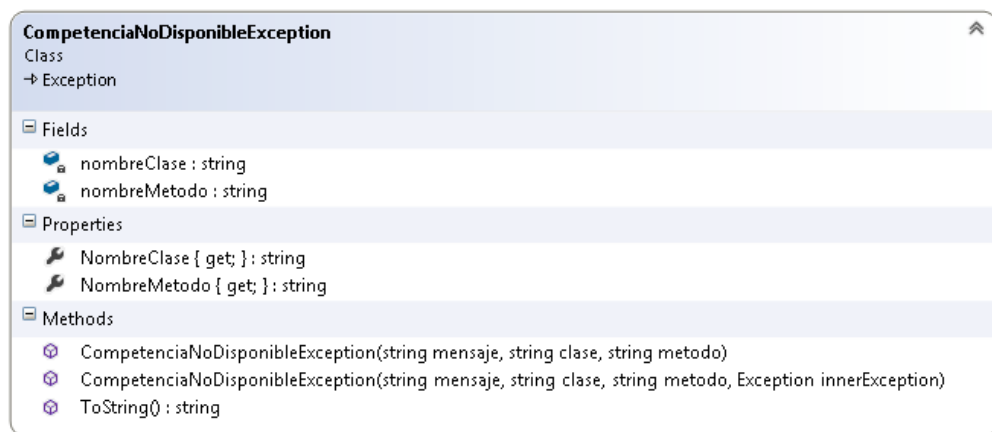 CompetenciaNoDisponibleException
Class
Exception
Fields
nombreClase : string
nombreMetodo : string
Properties
NombreClase { get; } : string
NombreMetodo { get; } : string
Methods
CompetenciaNoDisponibleException(string mensaje, string clase, string metodo)
CompetenciaNoDisponibleException(string mensaje, string clase, string metodo, Exception innerException)
ToString() : string